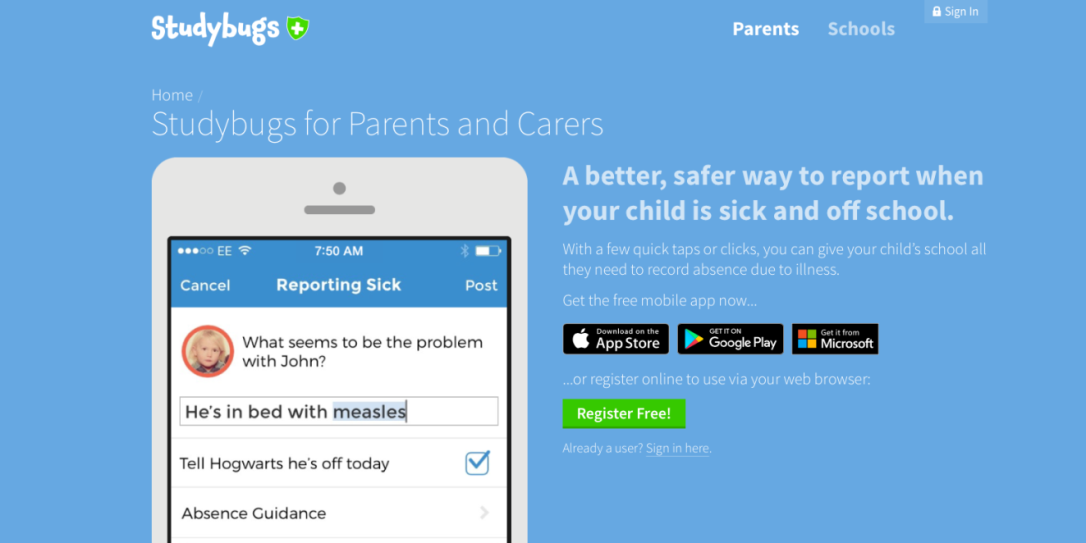 Studybugs
Parents
Schools
Sign In
Home /
Studybugs for Parents and Carers
EE
7:50 AM
Cancel
Reporting Sick
Post
What seems to be the problem
with John?
He's in bed with measles
Tell Hogwarts he's off today
Absence Guidance
A better, safer way to report when
your child is sick and off school.
With a few quick taps or clicks, you can give your child's school all
they need to record absence due to illness.
Get the free mobile app now...
Download on the
App Store
GET IT ON
Google Play
Get it from
Microsoft
...or register online to use via your web browser:
Register Free!
Already a user? Sign in here.